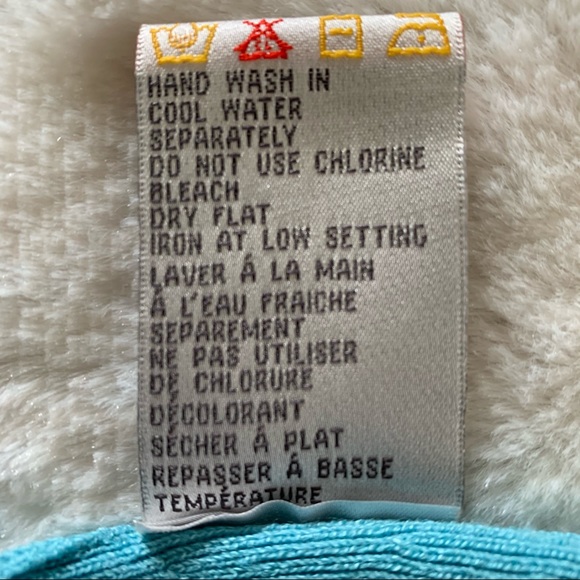 HAND WASH IN
COOL WATER
SEPARATELY
DO NOT USE CHLORINE
BLEACH
DRY FLAT
IRON AT LOW SETTING
LAVER Á LA MAIN
Á L'EAU FRAICHE
SEPAREMENT
NE PAS UTILISER
DE CHLORURE
DÉCOLORANT
SÉCHER Á PLAT
REPASSER Á BASSE
TEMPÉRATURE